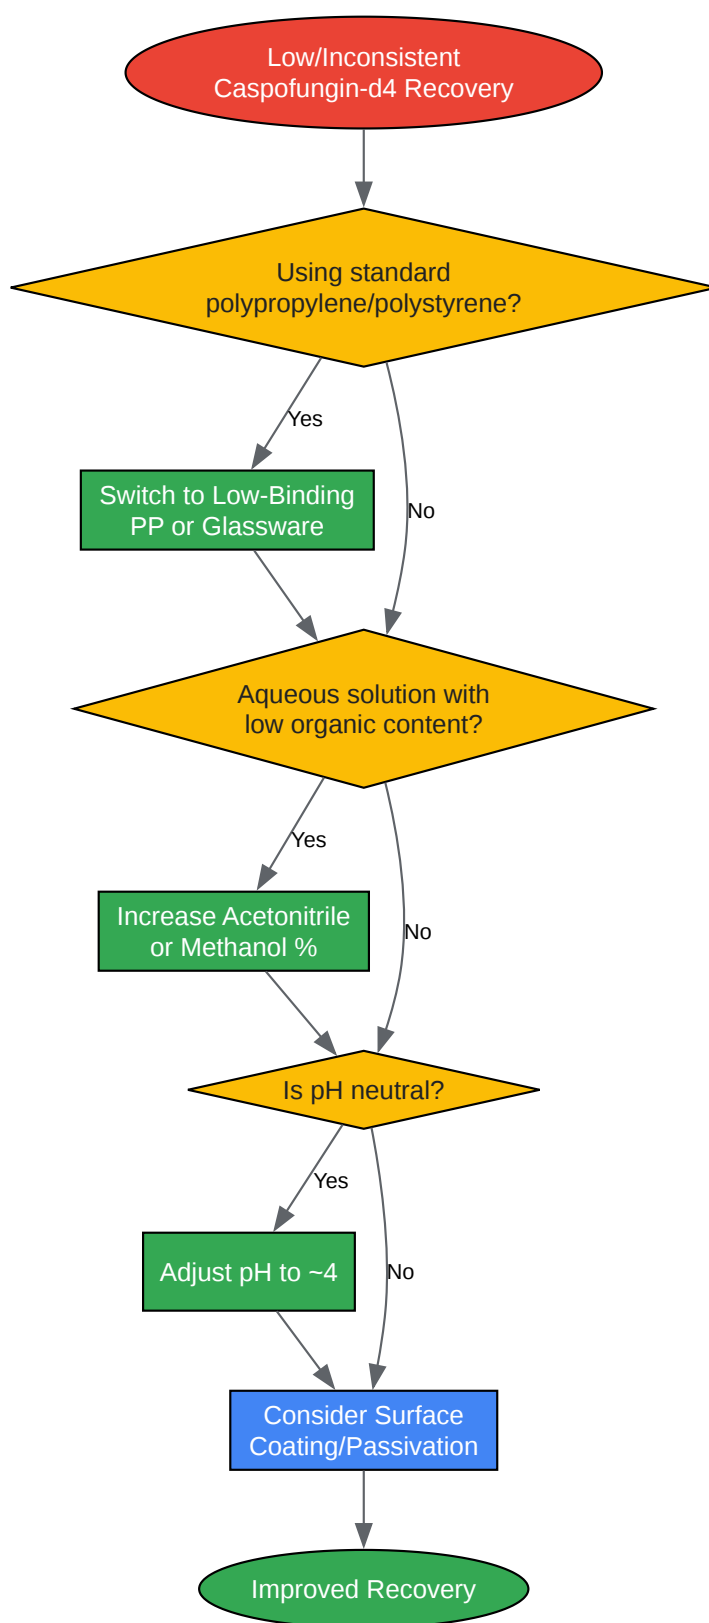 Low/Inconsistent
Caspofungin-d4 Recovery
Using standard
polypropylene/polystyrene?
Yes
Switch to Low-Binding
PP or Glassware
No
Aqueous solution with
low organic content?
Yes
Increase Acetonitrile
or Methanol %
No
Is pH neutral?
Yes
Adjust pH to ~4
No
Consider Surface
Coating/Passivation
Improved Recovery